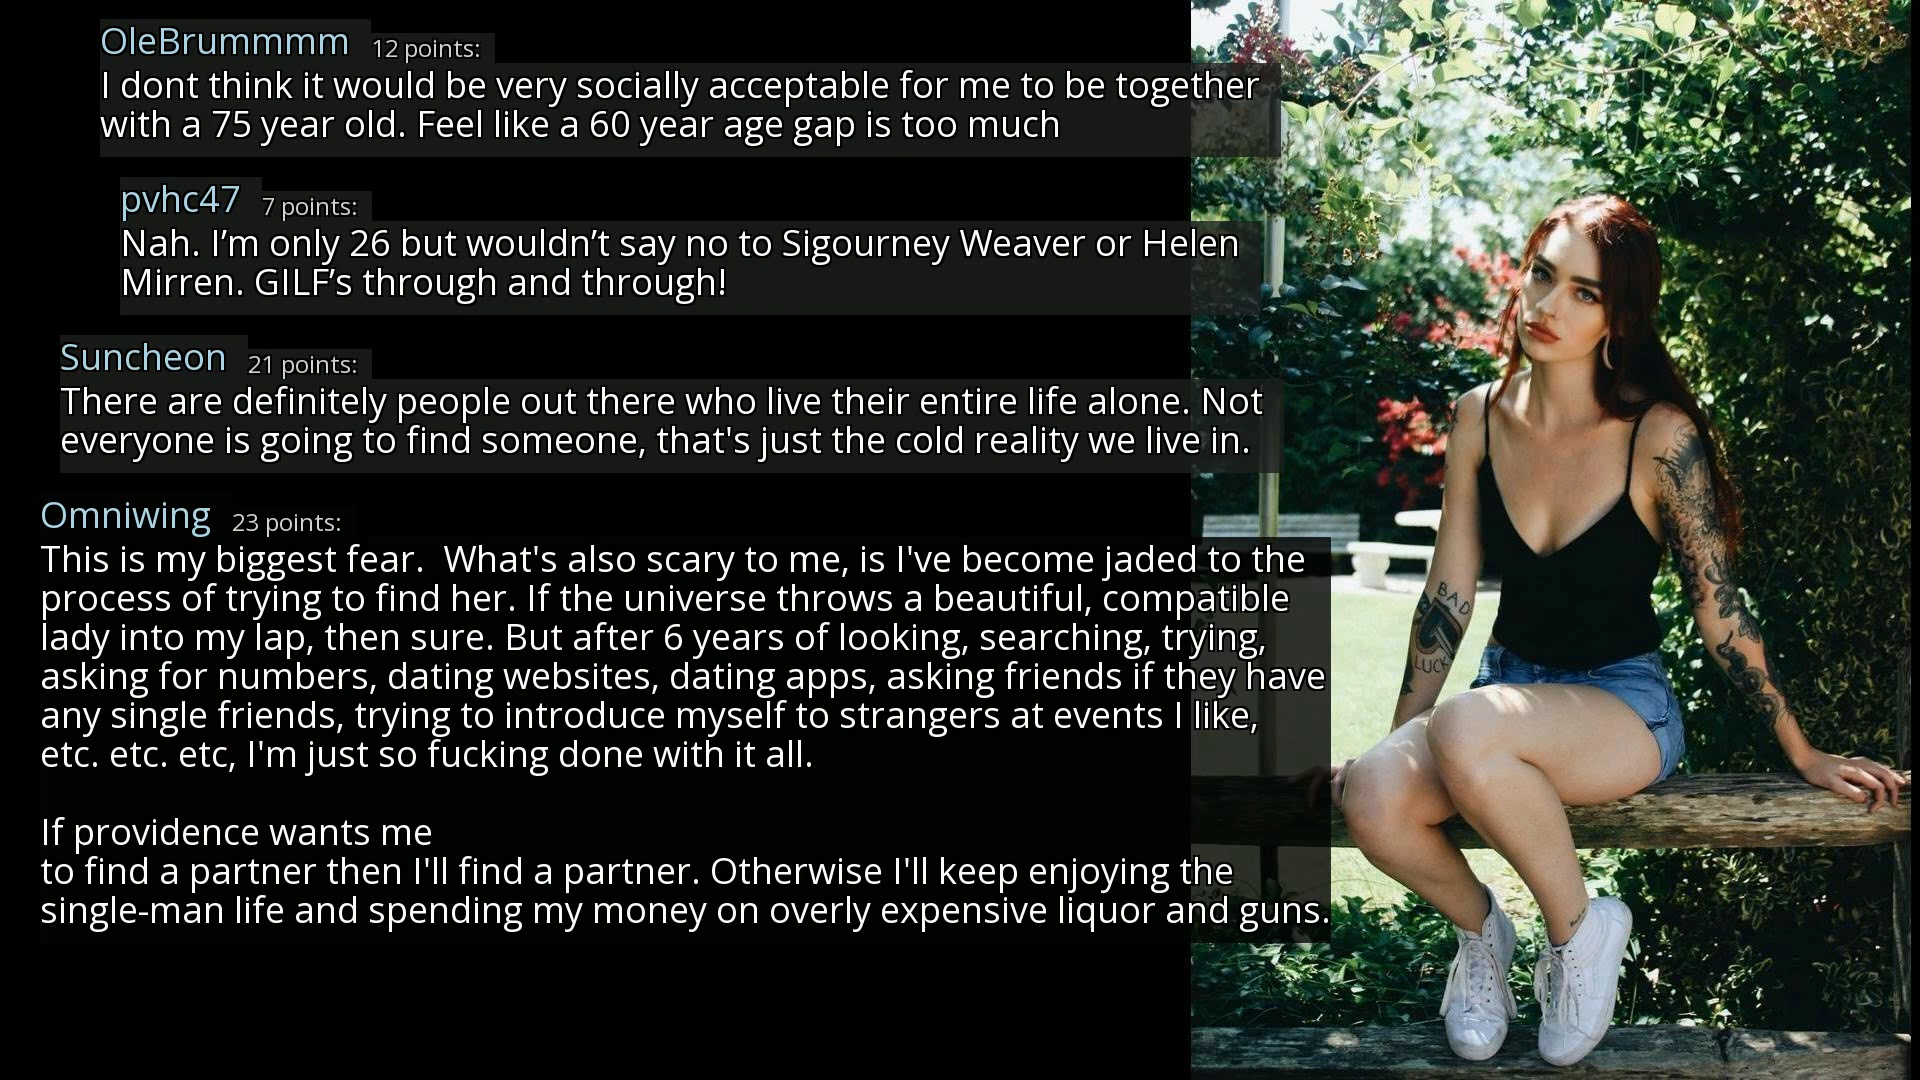 OleBrummmm 12 points:
I dont think it would be very socially acceptable for me to be together
with a 75 year old. Feel like a 60 year age gap is too much
pvhc47 7 points:
Nah. I’m only 26 but wouldn’t say no to Sigourney Weaver or Helen
Mirren. GILF’s through and through!
Suncheon 21 points:
There are definitely people out there who live their entire life alone. Not
everyone is going to find someone, that's just the cold reality we live in.
Omniwing 23 points:
This is my biggest fear.  What's also scary to me, is I've become jaded to the
process of trying to find her. If the universe throws a beautiful, compatible
lady into my lap, then sure. But after 6 years of looking, searching, trying,
asking for numbers, dating websites, dating apps, asking friends if they have
any single friends, trying to introduce myself to strangers at events I like,
etc. etc. etc, I'm just so fucking done with it all.
If providence wants me
to find a partner then I'll find a partner. Otherwise I'll keep enjoying the
single-man life and spending my money on overly expensive liquor and guns.
BAD
LUCK